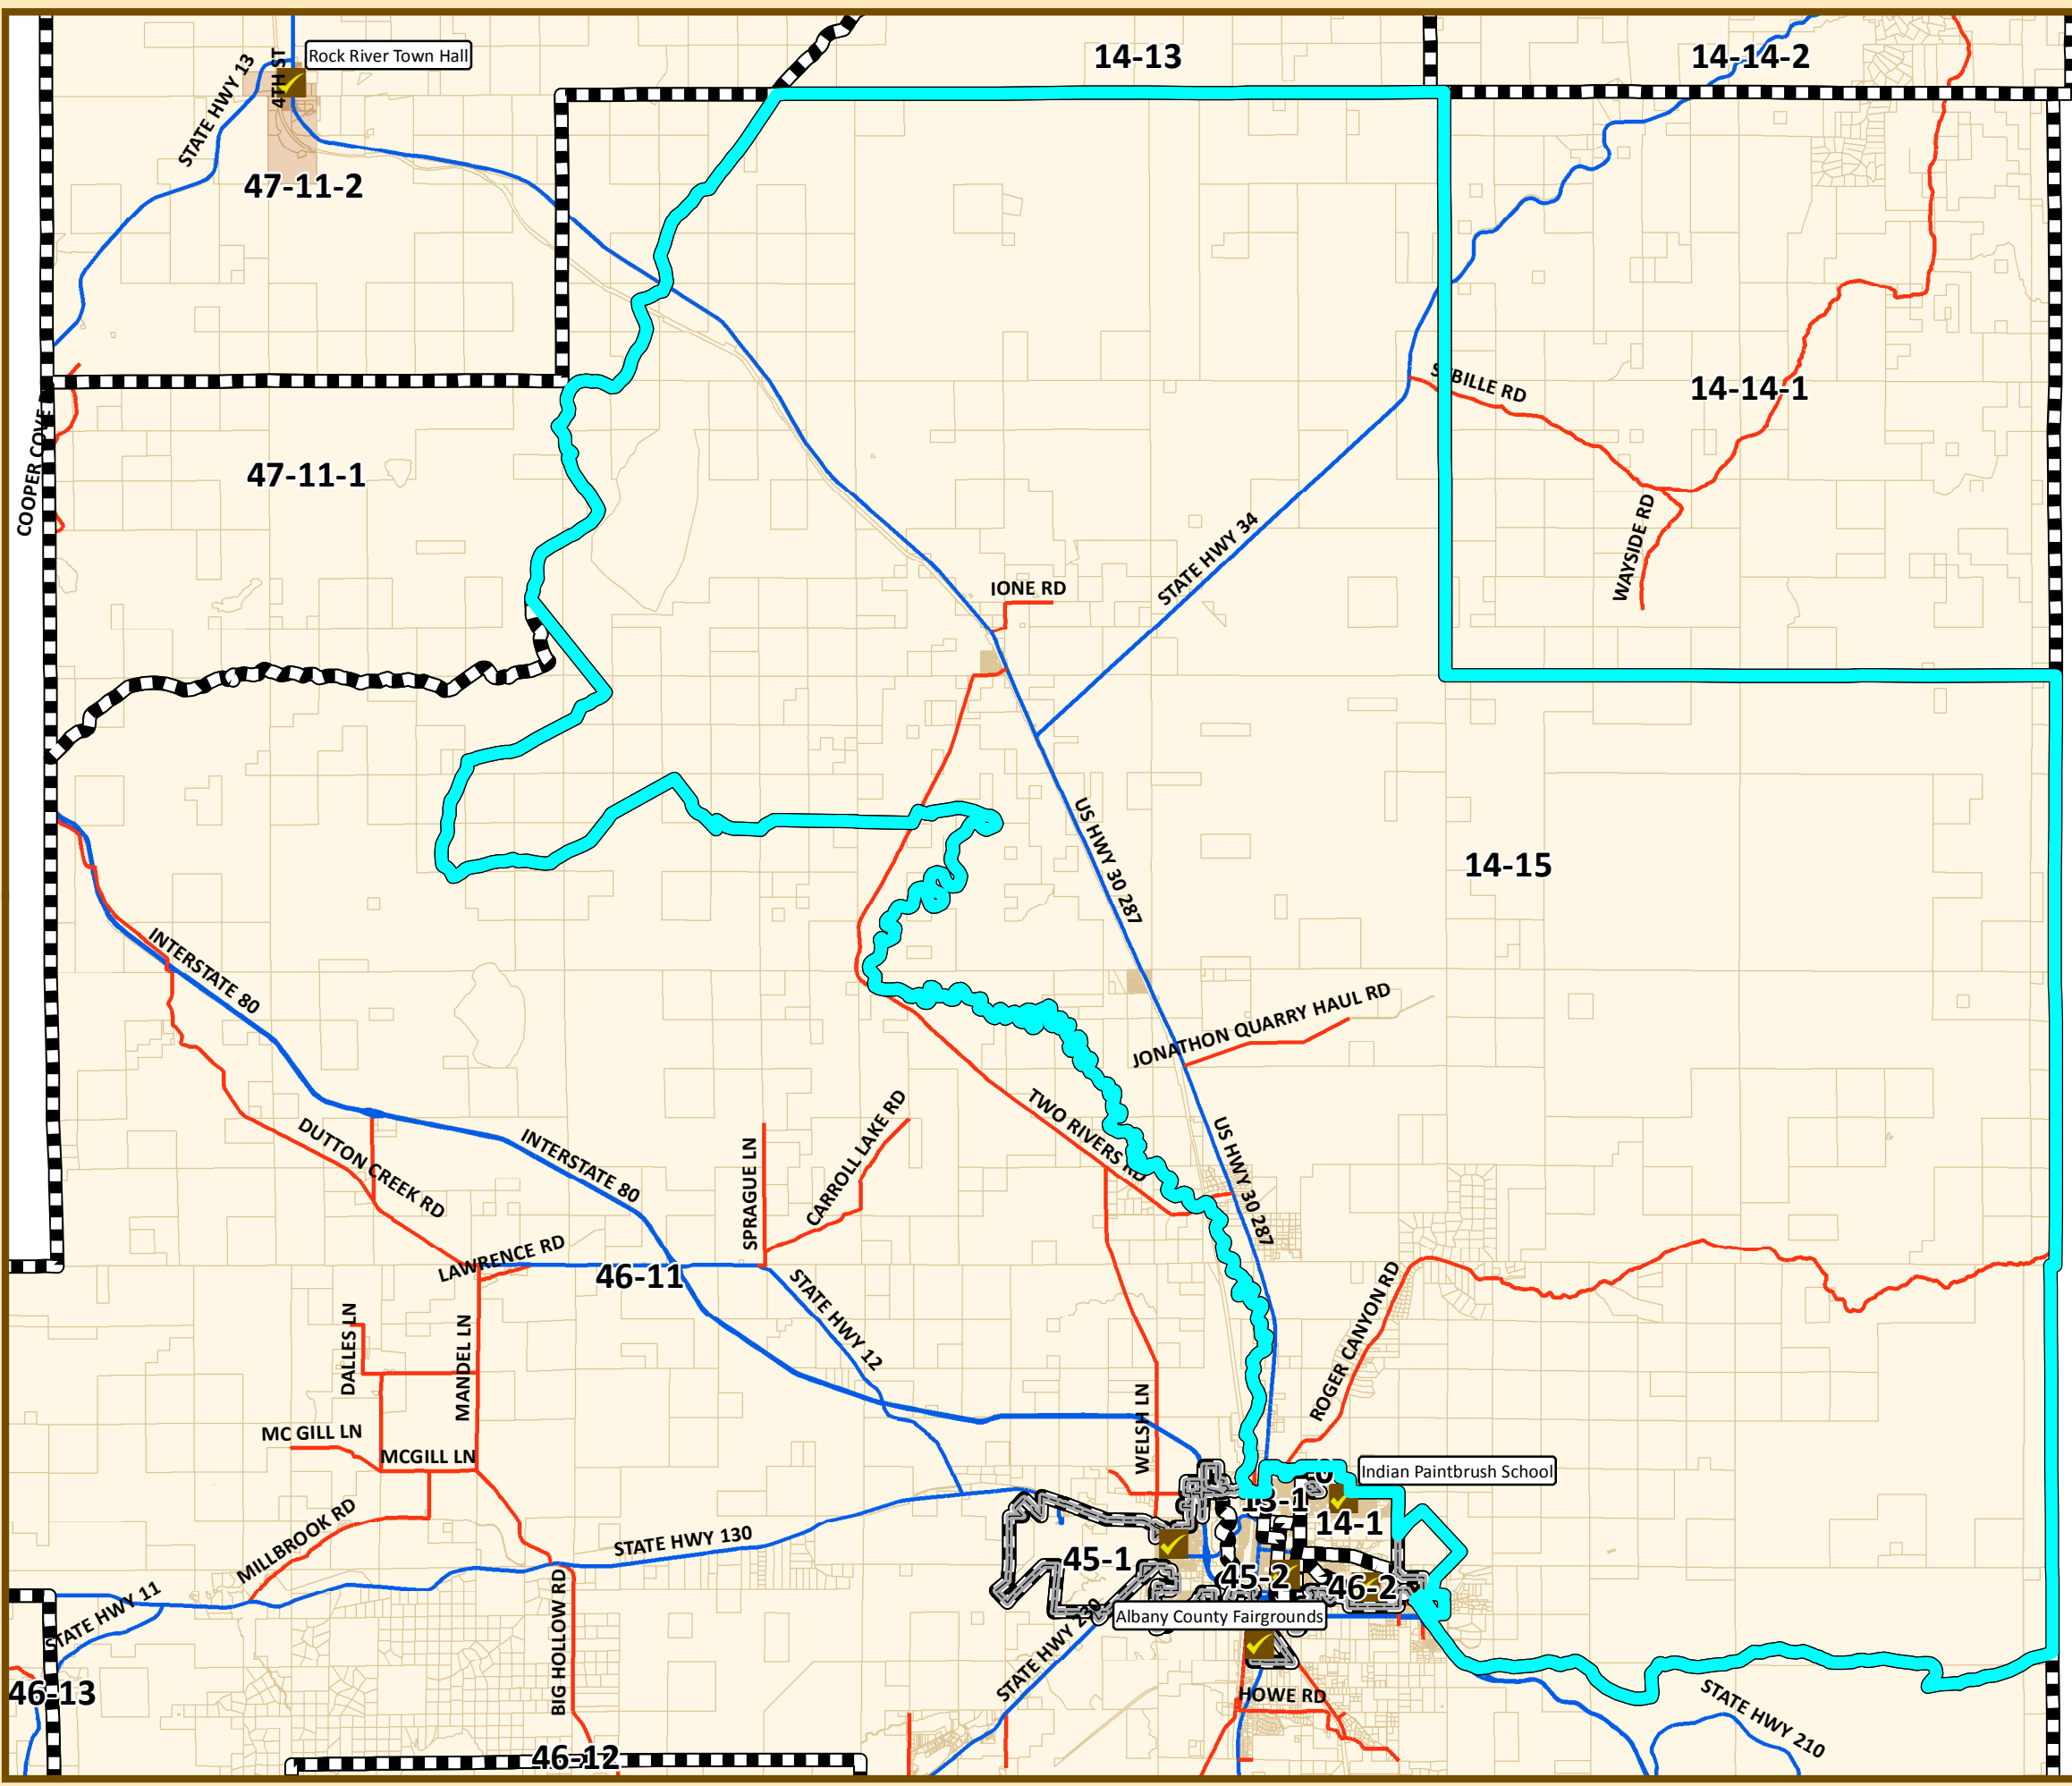 14-13
14-14-2
Rock River Town Hall
4TH ST
STATE HWY 13
47-11-2
SYBILLE RD
14-14-1
47-11-1
COOPER COVE
WAYSIDE RD
STATE HWY 34
IONE RD
US HWY 30 287
14-15
INTERSTATE 80
JONATHON QUARRY HAUL RD
TWO RIVERS RD
US HWY 30 287
DUTTON CREEK RD
INTERSTATE 80
SPRAGUE LN
CARROLL LAKE RD
LAWRENCE RD
46-11
STATE HWY 12
ROGER CANYON RD
DALLES LN
MANDEL LN
WELSH LN
MC GILL LN
MCGILL LN
Indian Paintbrush School
13-1
14-1
MILLBROOK RD
STATE HWY 130
45-1
45-2
46-2
STATE HWY 11
BIG HOLLOW RD
Albany County Fairgrounds
STATE HWY 230
46-13
HOWE RD
STATE HWY 210
46-12